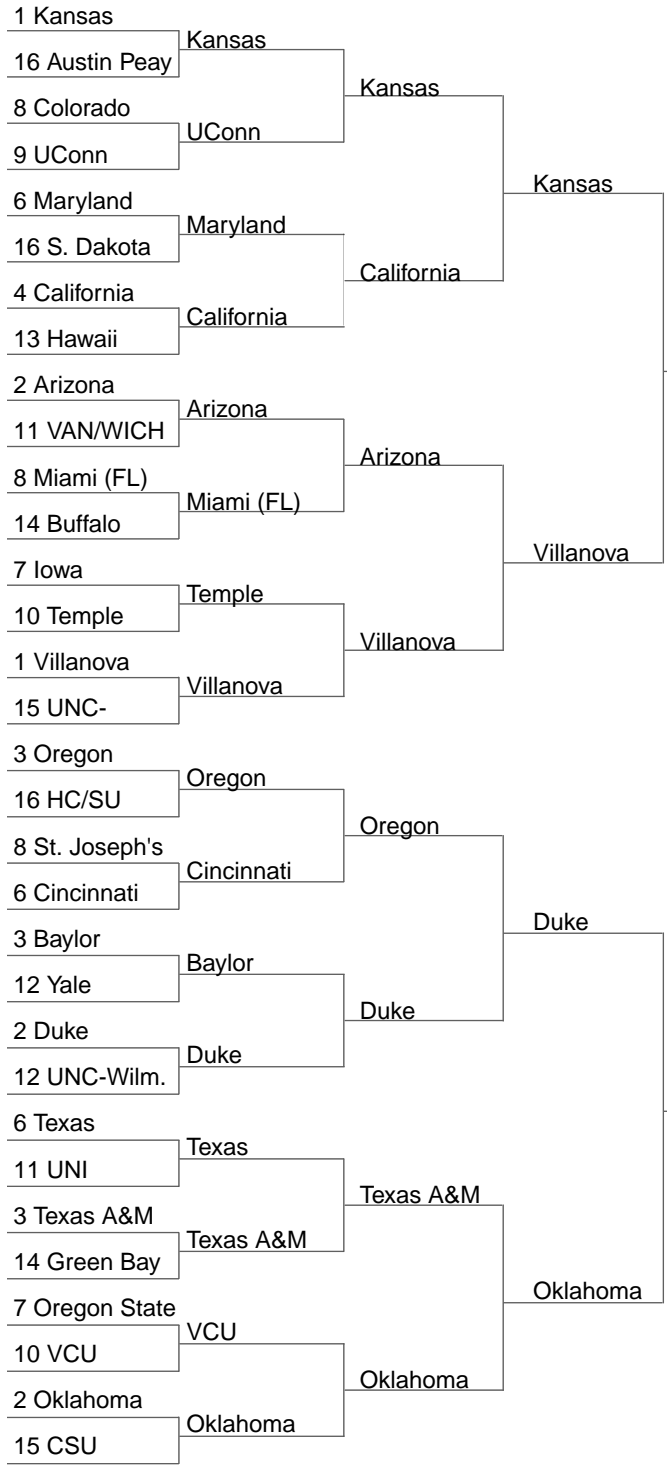 1 Kansas
16 Austin Peay
8 Colorado
9 UConn
6 Maryland
16 S. Dakota
4 California
13 Hawaii
2 Arizona
11 VAN/WICH
8 Miami (FL)
14 Buffalo
7 Iowa
10 Temple
1 Villanova
15 UNC-
3 Oregon
16 HC/SU
8 St. Joseph's
6 Cincinnati
3 Baylor
12 Yale
2 Duke
12 UNC-Wilm.
6 Texas
11 UNI
3 Texas A&M
14 Green Bay
7 Oregon State
10 VCU
2 Oklahoma
15 CSU
Kansas
UConn
Maryland
California
Arizona
Miami (FL)
Temple
Villanova
Oregon
Cincinnati
Baylor
Duke
Texas
Texas A&M
VCU
Oklahoma
Kansas
California
Arizona
Villanova
Oregon
Duke
Texas A&M
Oklahoma
Kansas
Villanova
Duke
Oklahoma